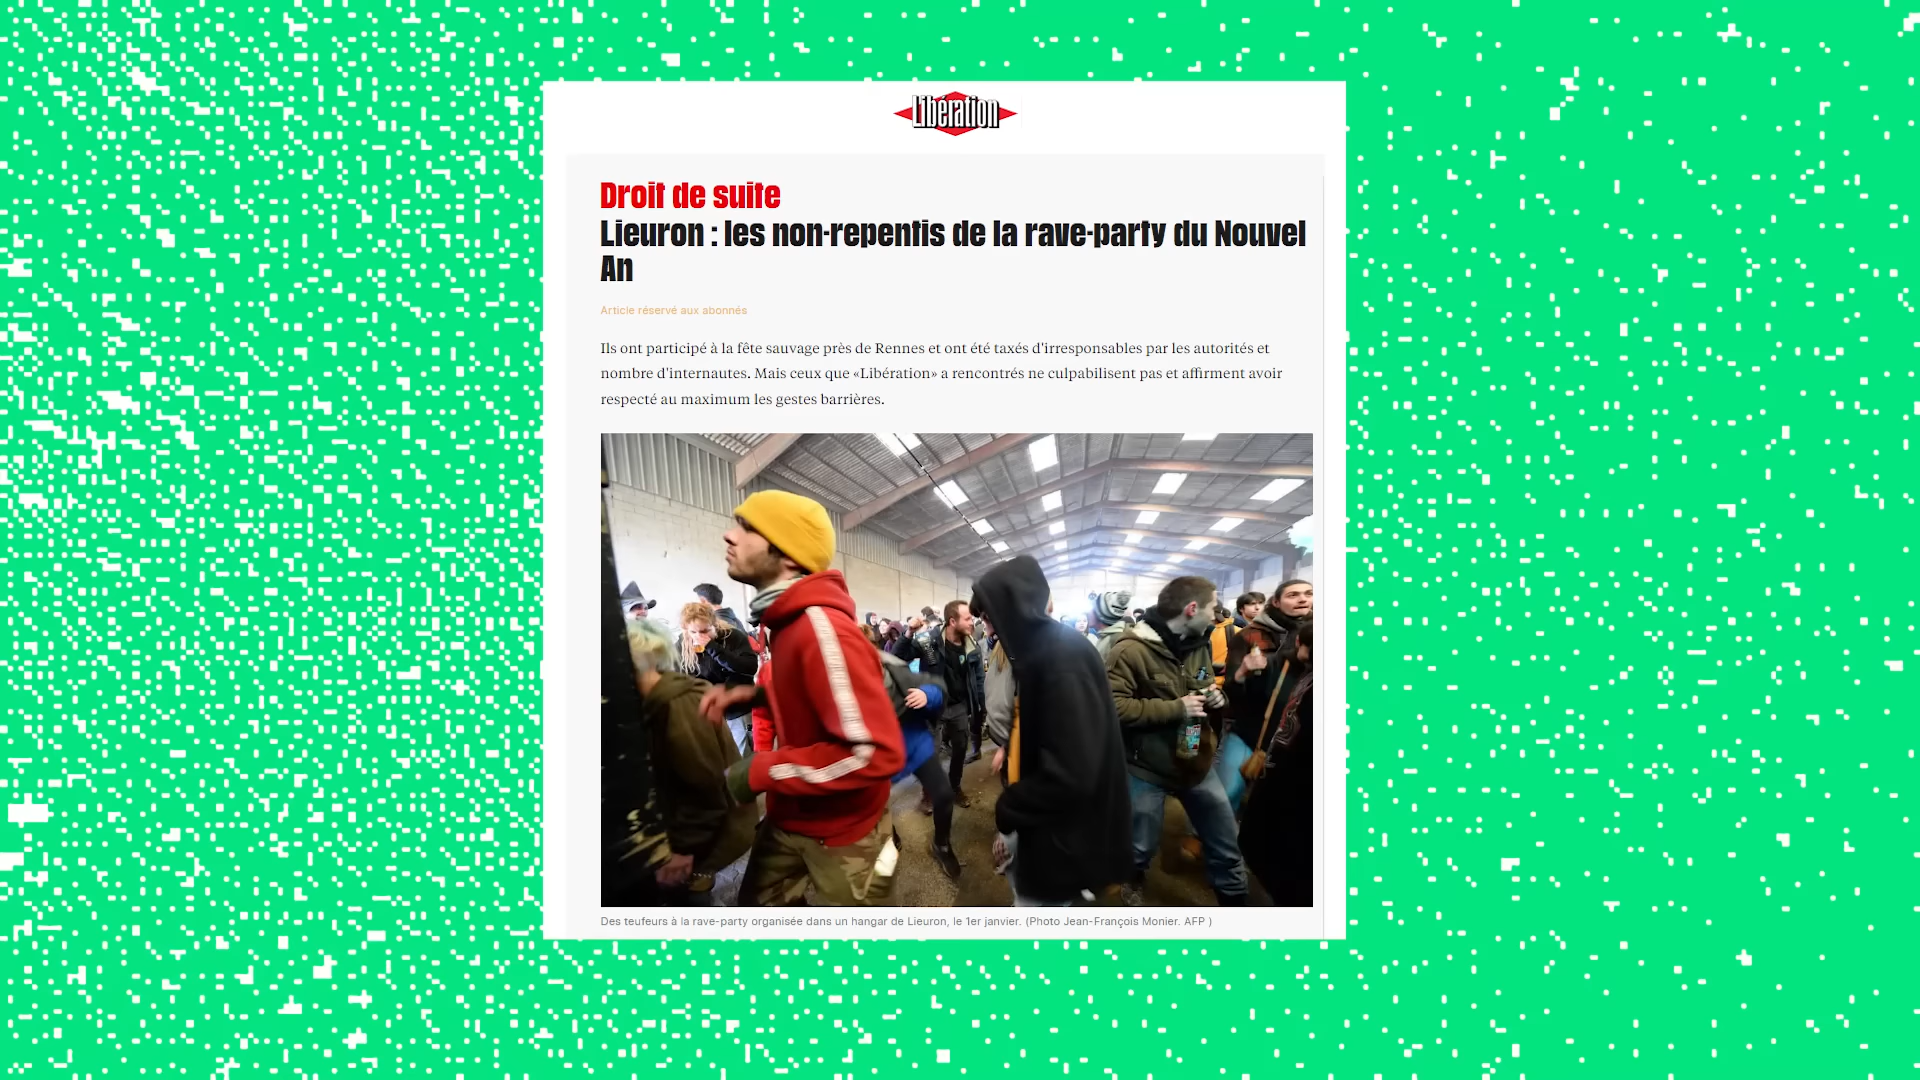 Libération
Droit de suite
Lieuron : les non-repentis de la rave-party du Nouvel
An
Article réservé aux abonnés
Ils ont participé à la fête sauvage près de Rennes et ont été taxés d'irresponsables par les autorités et
nombre d'internautes. Mais ceux que «Libération» a rencontrés ne culpabilisent pas et affirment avoir
respecté au maximum les gestes barrières.
Des teufeurs à la rave-party organisée dans un hangar de Lieuron, le 1er janvier. (Photo Jean-François Monier. AFP )